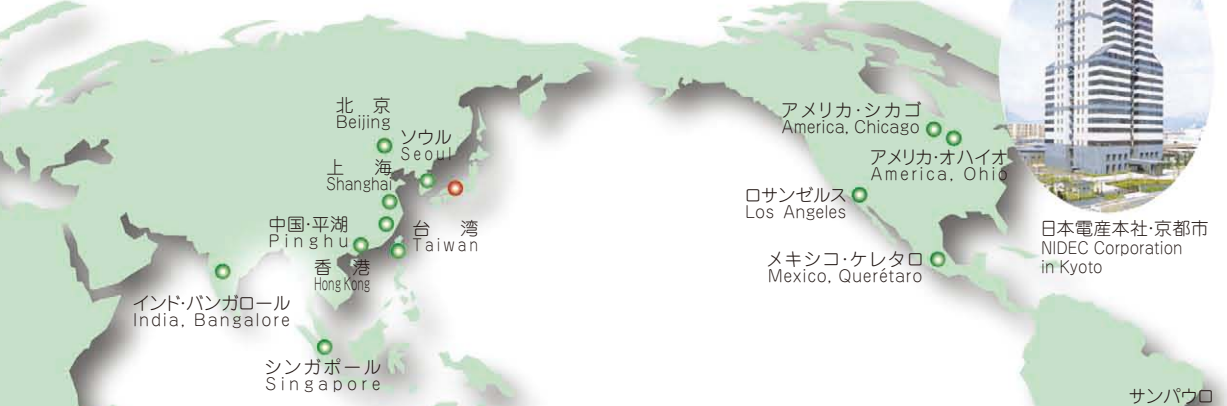 北 京
Beijing
ソウル
Seoul
上 海
Shanghai
中国・平湖
Pinghu
台 湾
Taiwan
香 港
Hong Kong
インド・バンガロール
India, Bangalore
シンガポール
Singapore
アメリカ・シカゴ
America, Chicago
アメリカ・オハイオ
America, Ohio
ロサンゼルス
Los Angeles
メキシコ・ケレタロ
Mexico, Querétaro
日本電産本社・京都市
NIDEC Corporation
in Kyoto
サンパウロ